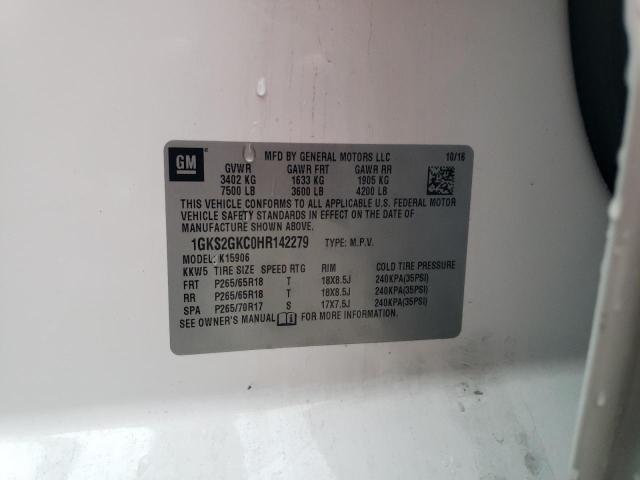 GM
MFD BY GENERAL MOTORS LLC 10/16
GVWR GAWR FRT GAWR RR
3402 KG 1633 KG 1905 KG
7500 LB 3600 LB 4200 LB
THIS VEHICLE CONFORMS TO ALL APPLICABLE U.S. FEDERAL MOTOR
VEHICLE SAFETY STANDARDS IN EFFECT ON THE DATE OF
MANUFACTURE SHOWN ABOVE.
1GKS2GKC0HR142279 TYPE: M.P.V.
MODEL: K15906
KKW5 TIRE SIZE SPEED RTG RIM COLD TIRE PRESSURE
FRT P265/65R18 T 18X8.5J 240KPA(35PSI)
RR P265/65R18 T 18X8.5J 240KPA(35PSI)
SPA P265/70R17 S 17X7.5J 240KPA(35PSI)
SEE OWNER'S MANUAL FOR MORE INFORMATION.